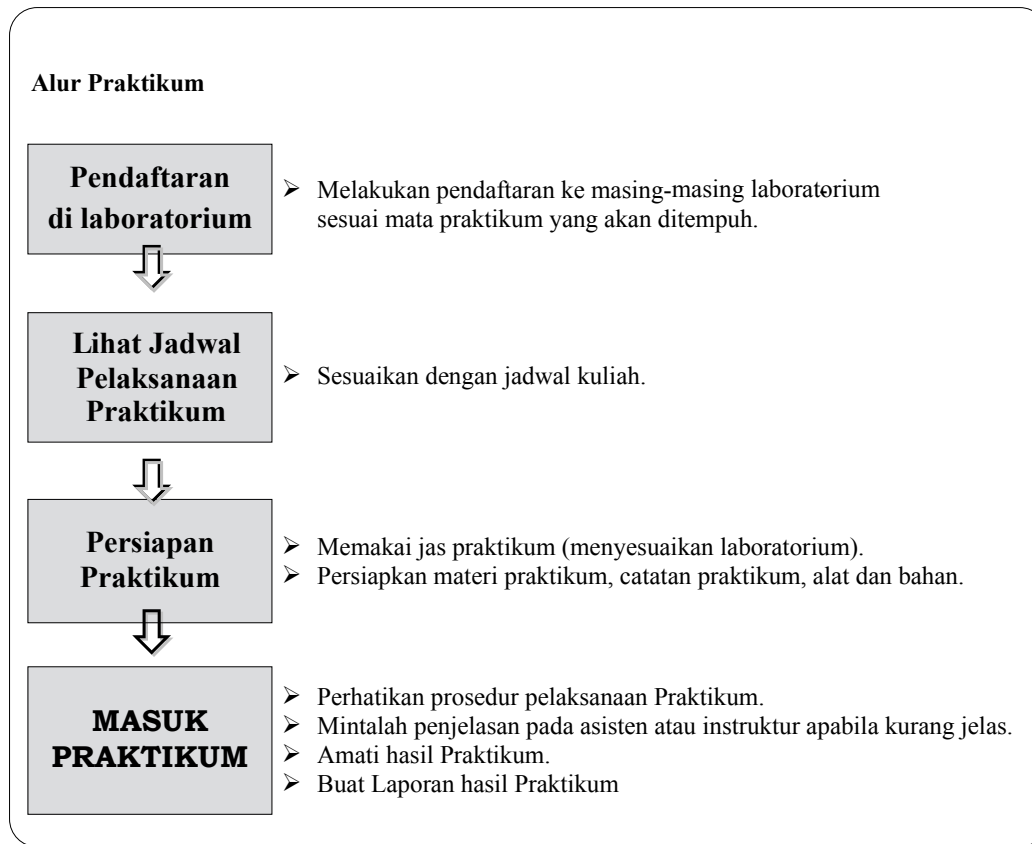 Alur Praktikum
Pendaftaran
di laboratorium
➢ Melakukan pendaftaran ke masing-masing laboratorium
sesuai mata praktikum yang akan ditempuh.
Lihat Jadwal
Pelaksanaan
Praktikum
➢ Sesuaikan dengan jadwal kuliah.
Persiapan
Praktikum
➢ Memakai jas praktikum (menyesuaikan laboratorium).
➢ Persiapkan materi praktikum, catatan praktikum, alat dan bahan.
MASUK
PRAKTIKUM
➢ Perhatikan prosedur pelaksanaan Praktikum.
➢ Mintalah penjelasan pada asisten atau instruktur apabila kurang jelas.
➢ Amati hasil Praktikum.
➢ Buat Laporan hasil Praktikum